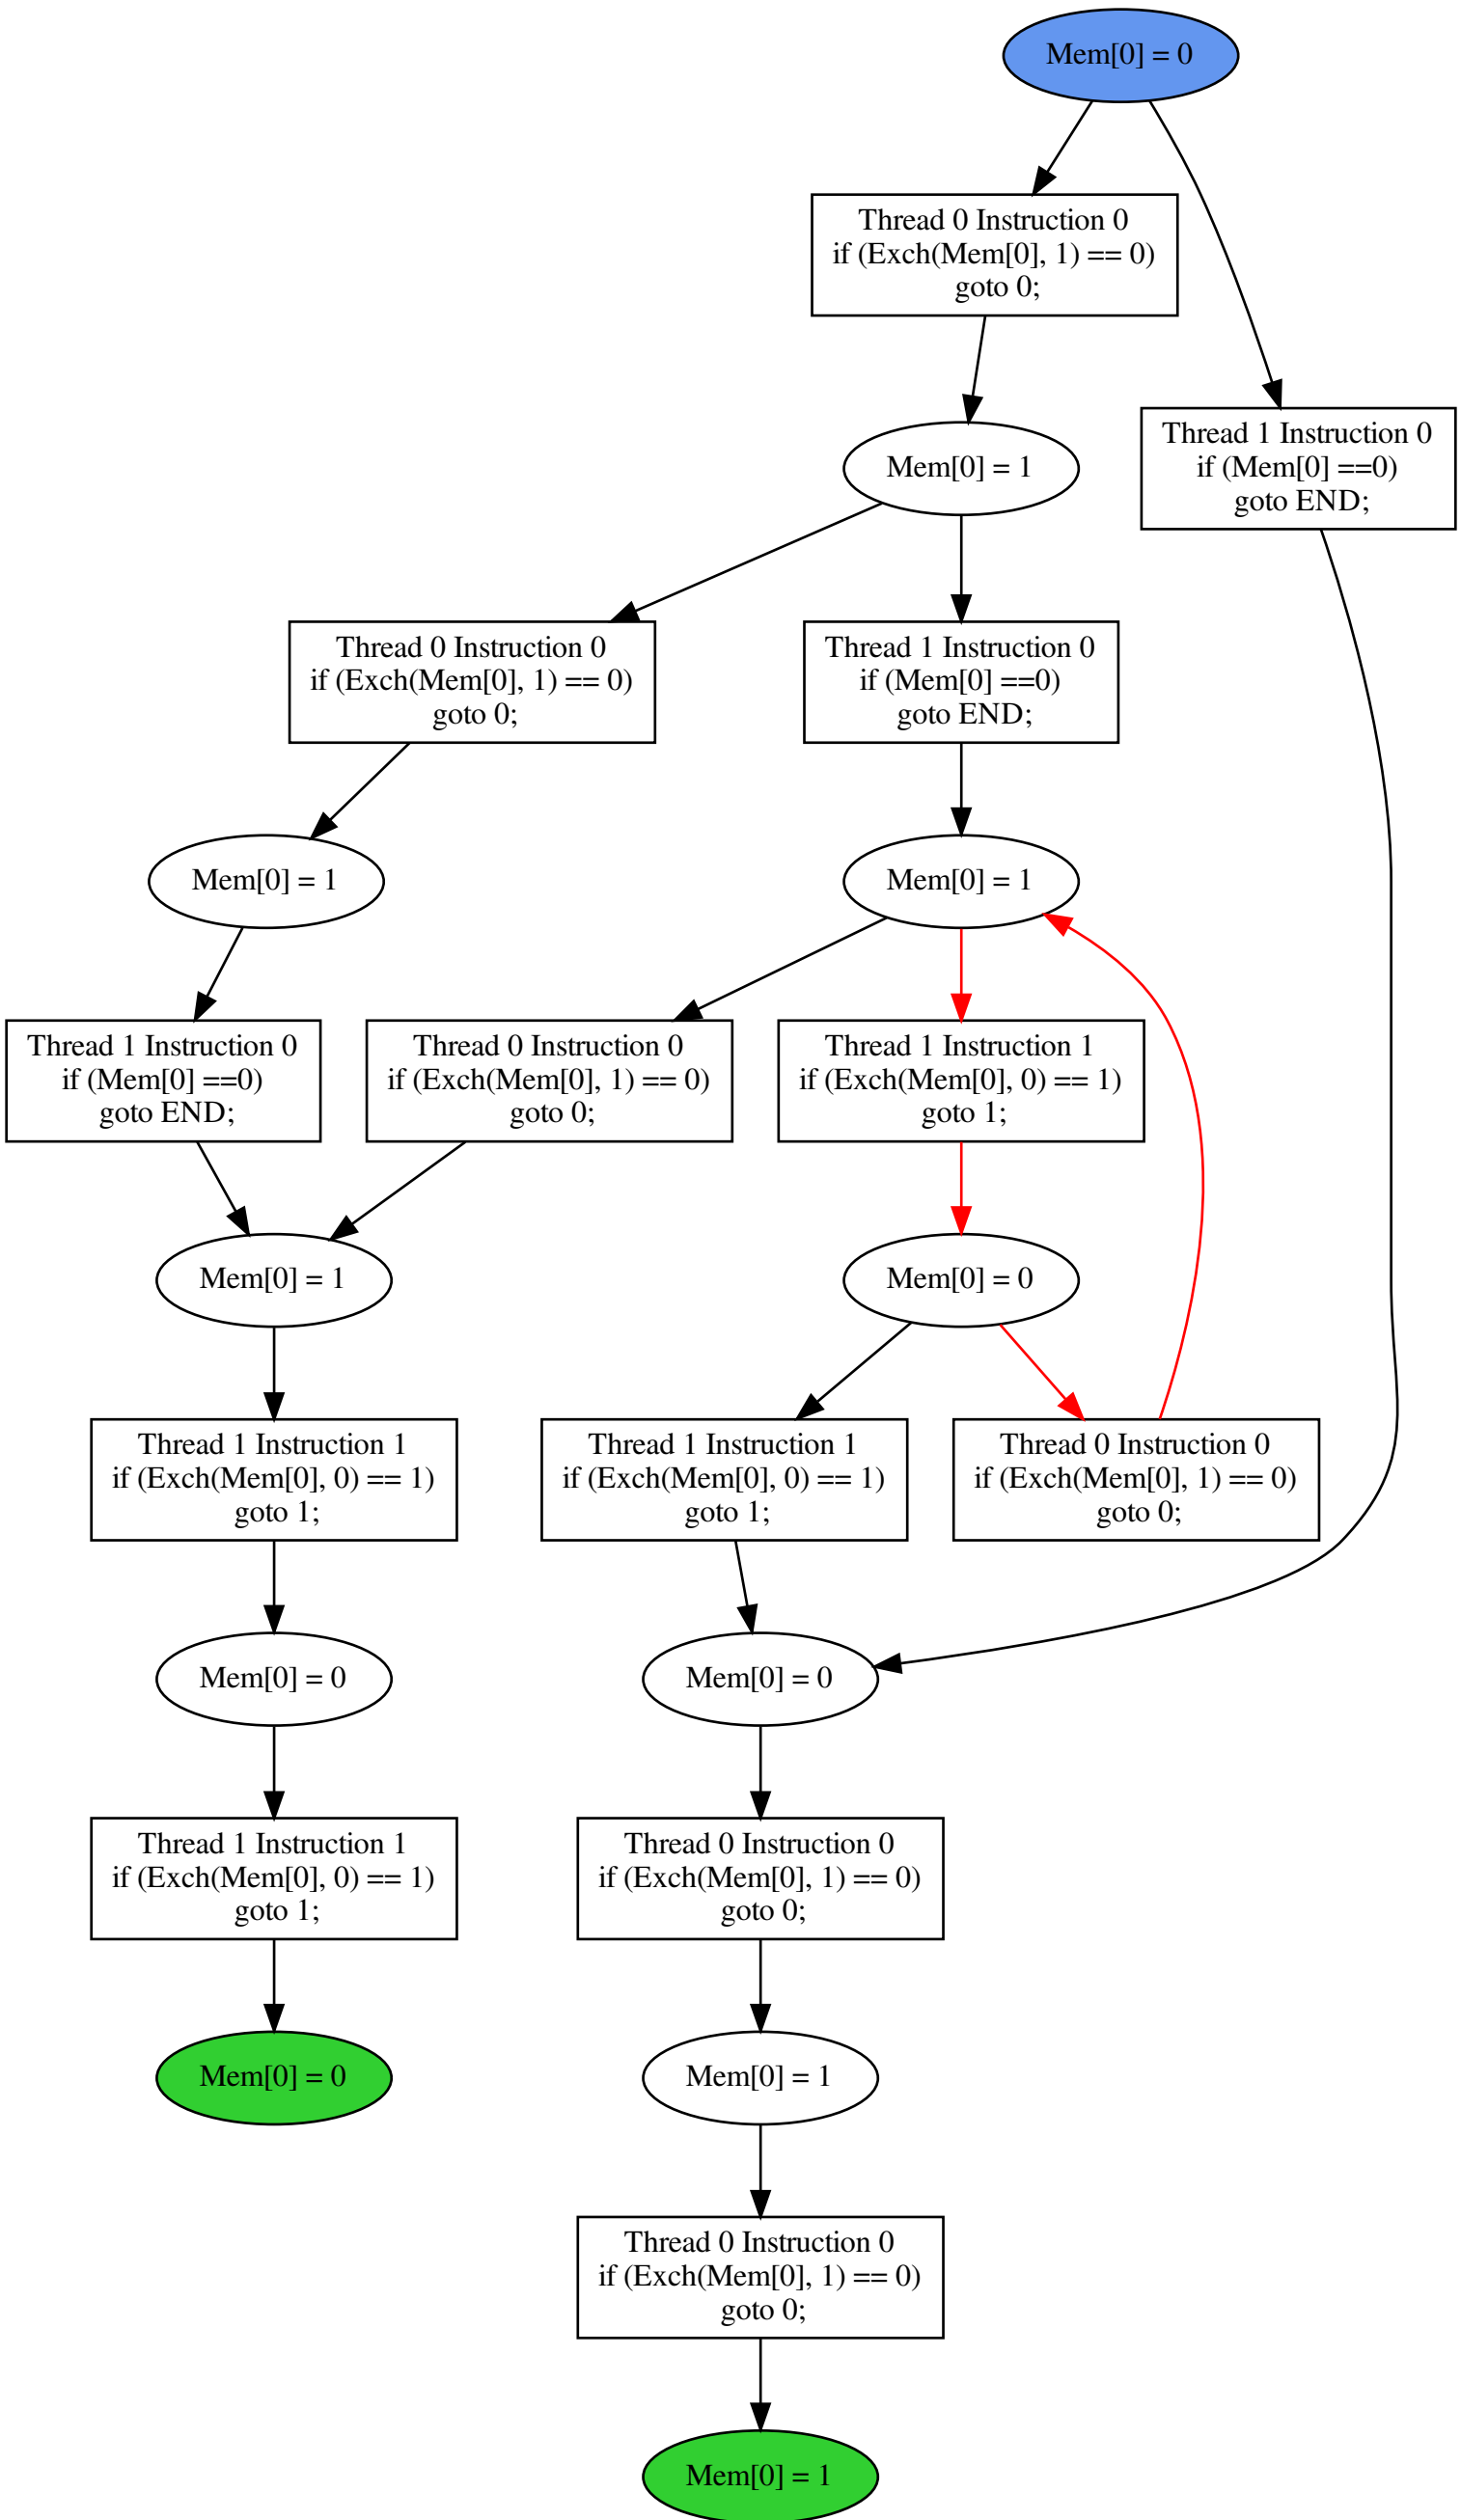 Mem[0] = 0
Thread 0 Instruction 0
if (Exch(Mem[0], 1) == 0)
goto 0;
Mem[0] = 1
Thread 1 Instruction 0
if (Mem[0] ==0)
goto END;
Thread 0 Instruction 0
if (Exch(Mem[0], 1) == 0)
goto 0;
Thread 1 Instruction 0
if (Mem[0] ==0)
goto END;
Mem[0] = 1
Mem[0] = 1
Thread 1 Instruction 0
if (Mem[0] ==0)
goto END;
Thread 0 Instruction 0
if (Exch(Mem[0], 1) == 0)
goto 0;
Thread 1 Instruction 1
if (Exch(Mem[0], 0) == 1)
goto 1;
Mem[0] = 1
Mem[0] = 0
Thread 1 Instruction 1
if (Exch(Mem[0], 0) == 1)
goto 1;
Thread 1 Instruction 1
if (Exch(Mem[0], 0) == 1)
goto 1;
Thread 0 Instruction 0
if (Exch(Mem[0], 1) == 0)
goto 0;
Mem[0] = 0
Mem[0] = 0
Thread 1 Instruction 1
if (Exch(Mem[0], 0) == 1)
goto 1;
Thread 0 Instruction 0
if (Exch(Mem[0], 1) == 0)
goto 0;
Mem[0] = 0
Mem[0] = 1
Thread 0 Instruction 0
if (Exch(Mem[0], 1) == 0)
goto 0;
Mem[0] = 1